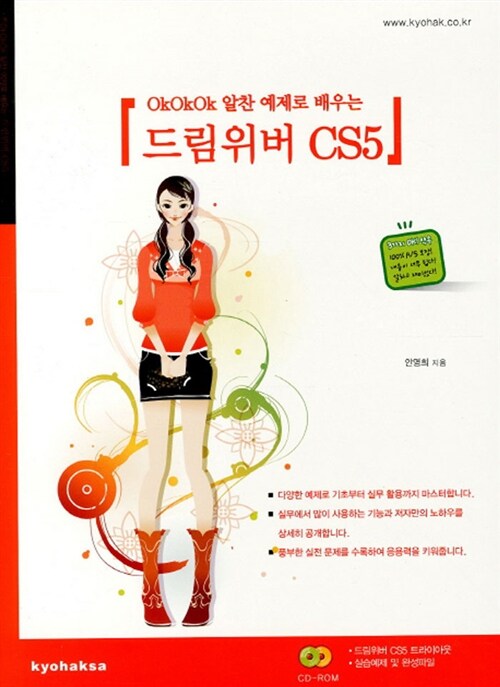 www.kyohak.co.kr
OkOkOk 알찬 예제로 배우는
드림위버 CS5
안영희 지음
■ 다양한 예제로 기초부터 실무 활용까지 마스터합니다.
■ 실무에서 많이 사용하는 기능과 저자만의 노하우를
상세히 공개합니다.
■ 풍부한 실전 문제를 수록하여 응용력을 키워줍니다.
CD-ROM
• 드림위버 CS5 트라이아웃
• 실습예제 및 완성파일
kyohaksa